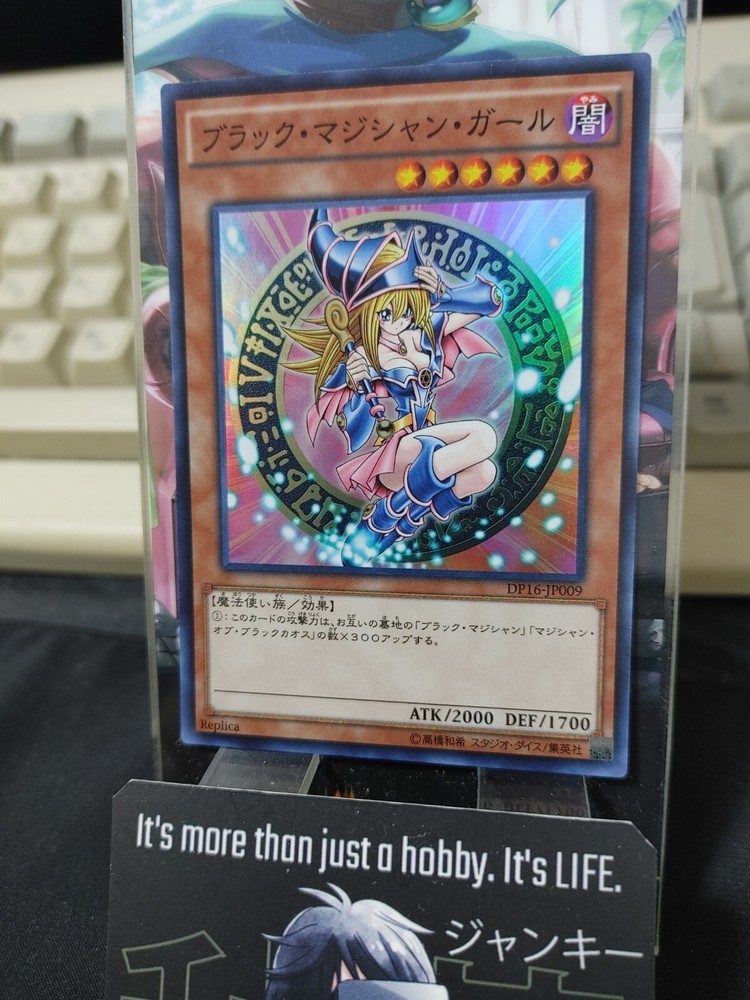 ブラック・マジシャン・ガール
やみ
闇
DP16-JP009
【魔法使い族/効果】
①:このカードの攻撃力は、お互いの墓地の「ブラック・マジシャン」「マジシャン・
オブ・ブラックカオス」の数×300アップする。
ATK/2000 DEF/1700
Replica
©高橋和希 スタジオ・ダイス/集英社
It's more than just a hobby. It's LIFE.
ジャンキー